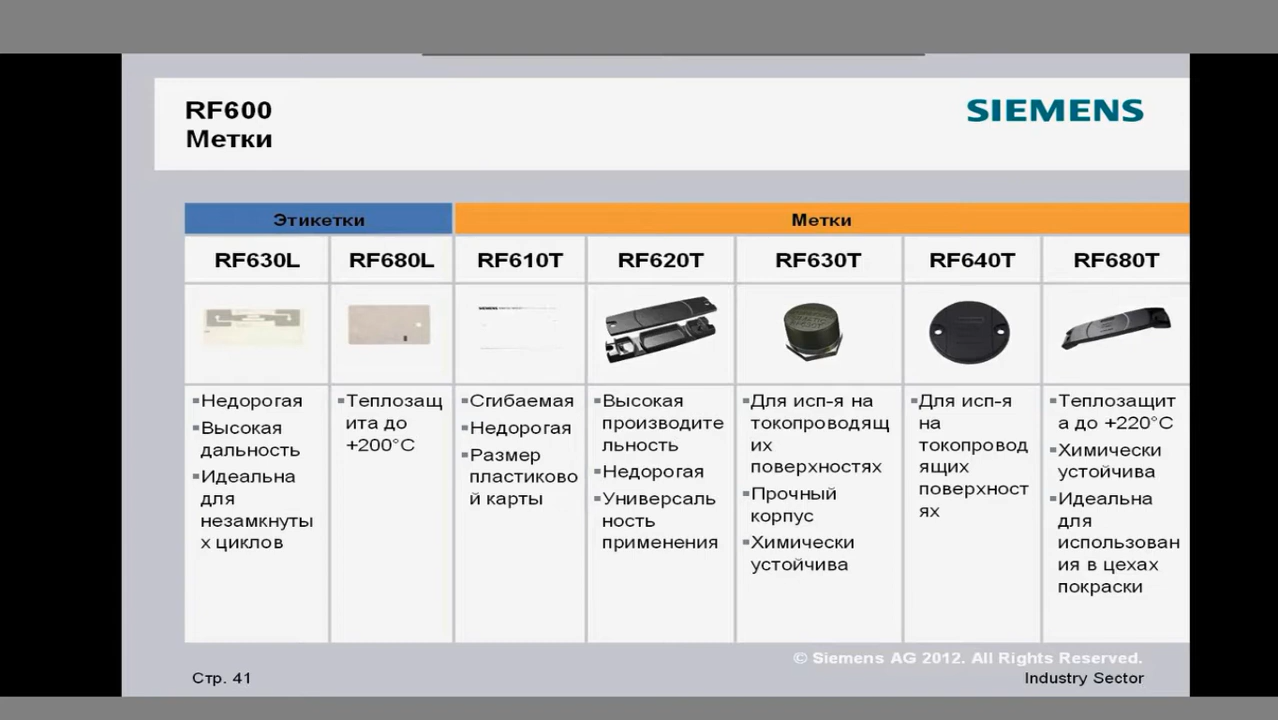 RF600
Метки
SIEMENS
Этикетки
Метки
RF630L
RF680L
RF610T
RF620T
RF630T
RF640T
RF680T
SIEMENS
▪Недорогая
▪Высокая
дальность
▪Идеальна
для
незамкнуты
х циклов
▪Теплозащ
ита до
+200°C
▪Сгибаемая
▪Недорогая
▪Размер
пластиково
й карты
▪Высокая
производите
льность
▪Недорогая
▪Универсаль
ность
применения
▪Для исп-я на
токопроводящ
их
поверхностях
▪Прочный
корпус
▪Химически
устойчива
▪Для исп-я
на
токопровод
ящих
поверхност
ях
▪Теплозащит
а до +220°C
▪Химически
устойчива
▪Идеальна
для
использован
ия в цехах
покраски
© Siemens AG 2012. All Rights Reserved.
Стр. 41
Industry Sector